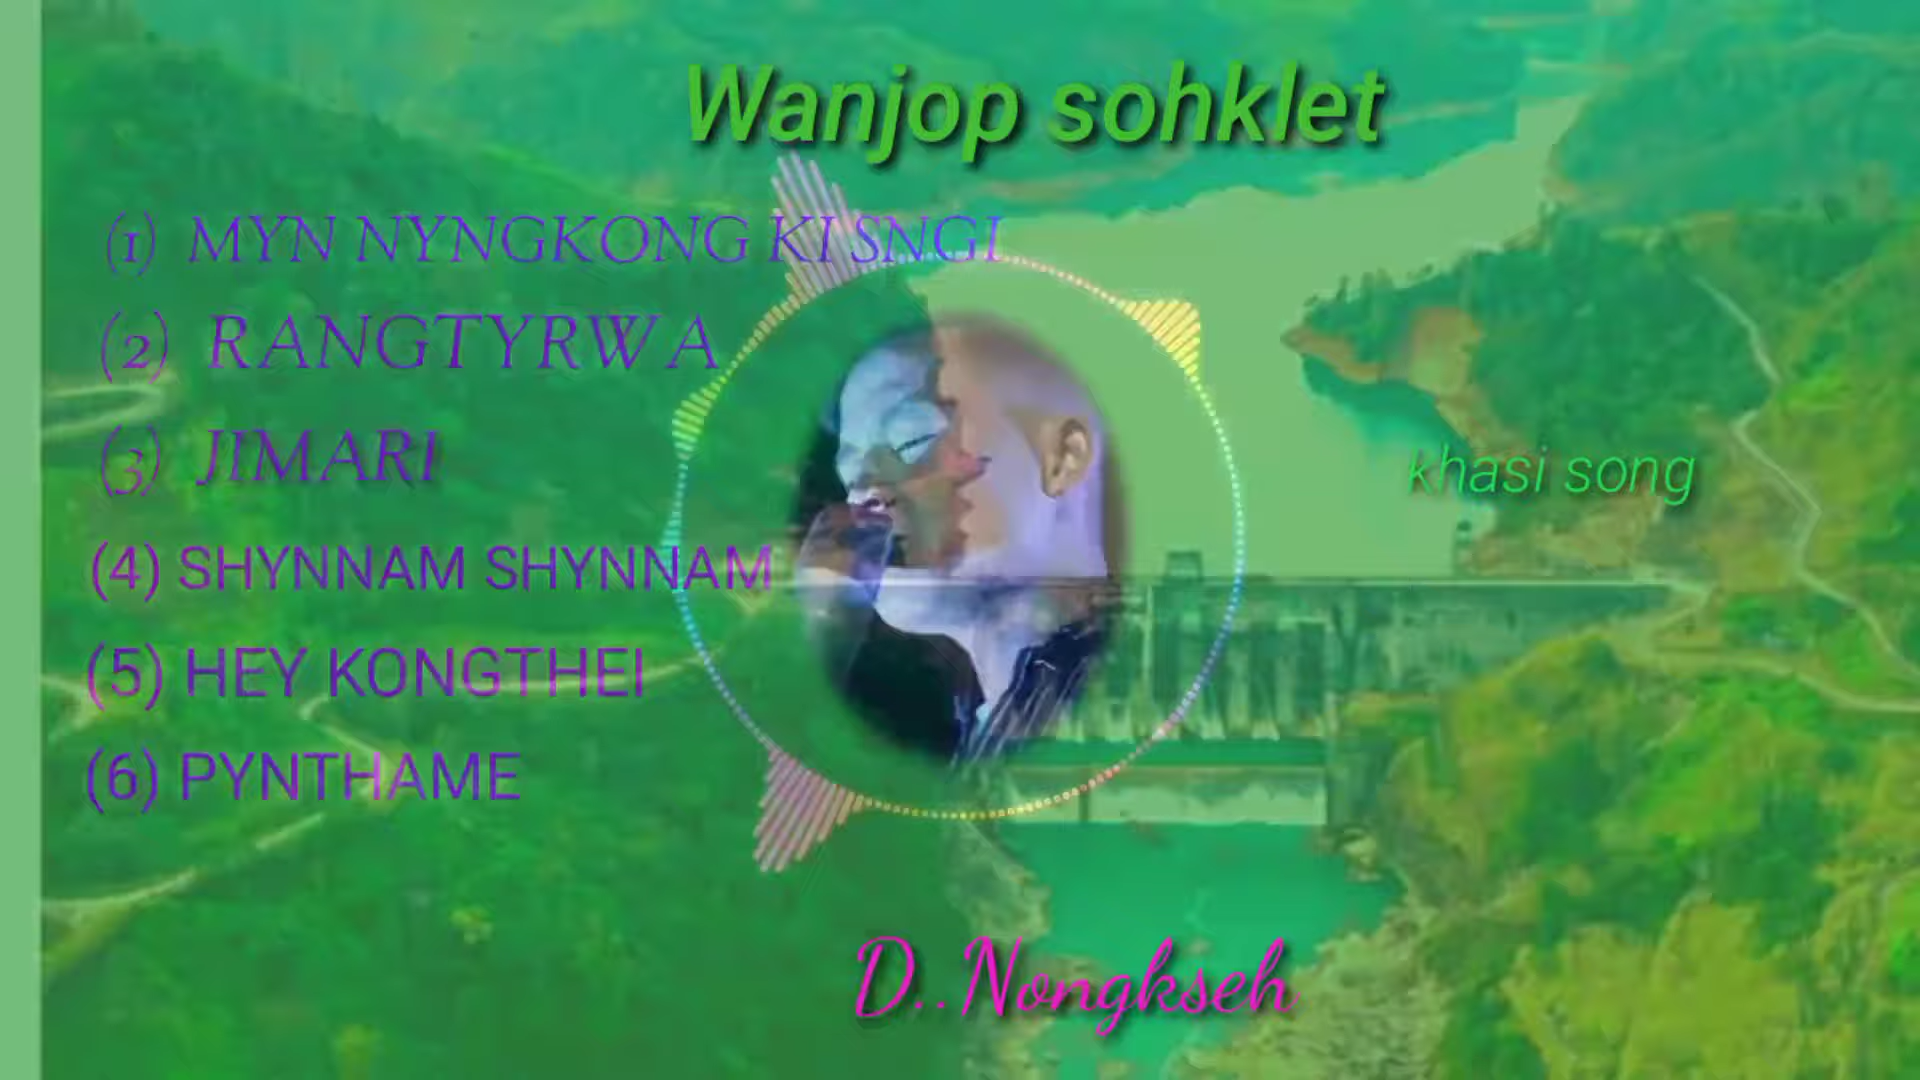 Wanjop sohklet
(1) MYN NYNGKONG KI SNGI
(2) RANGTYRWA
(3) JIMARI
khasi song
(4) SHYNNAM SHYNNAM
(5) HEY KONGTHEI
(6) PYNTHAME
D..Nongkseh